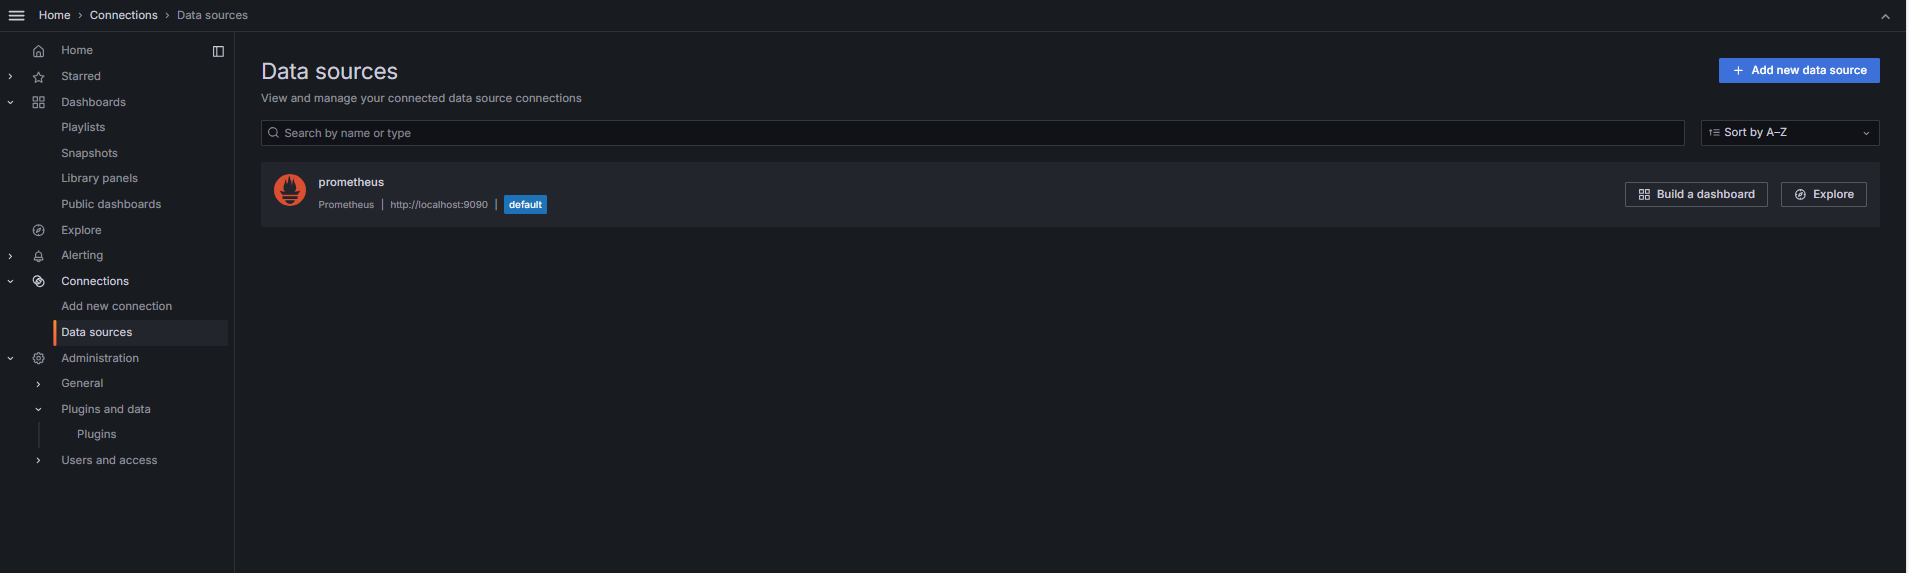 Home › Connections › Data sources
Home
Starred
Dashboards
Playlists
Snapshots
Library panels
Public dashboards
Explore
Alerting
Connections
Add new connection
Data sources
Administration
General
Plugins and data
Plugins
Users and access
Data sources
+ Add new data source
View and manage your connected data source connections
Search by name or type
Sort by A–Z
prometheus
Prometheus | http://localhost:9090 | default
Build a dashboard
Explore